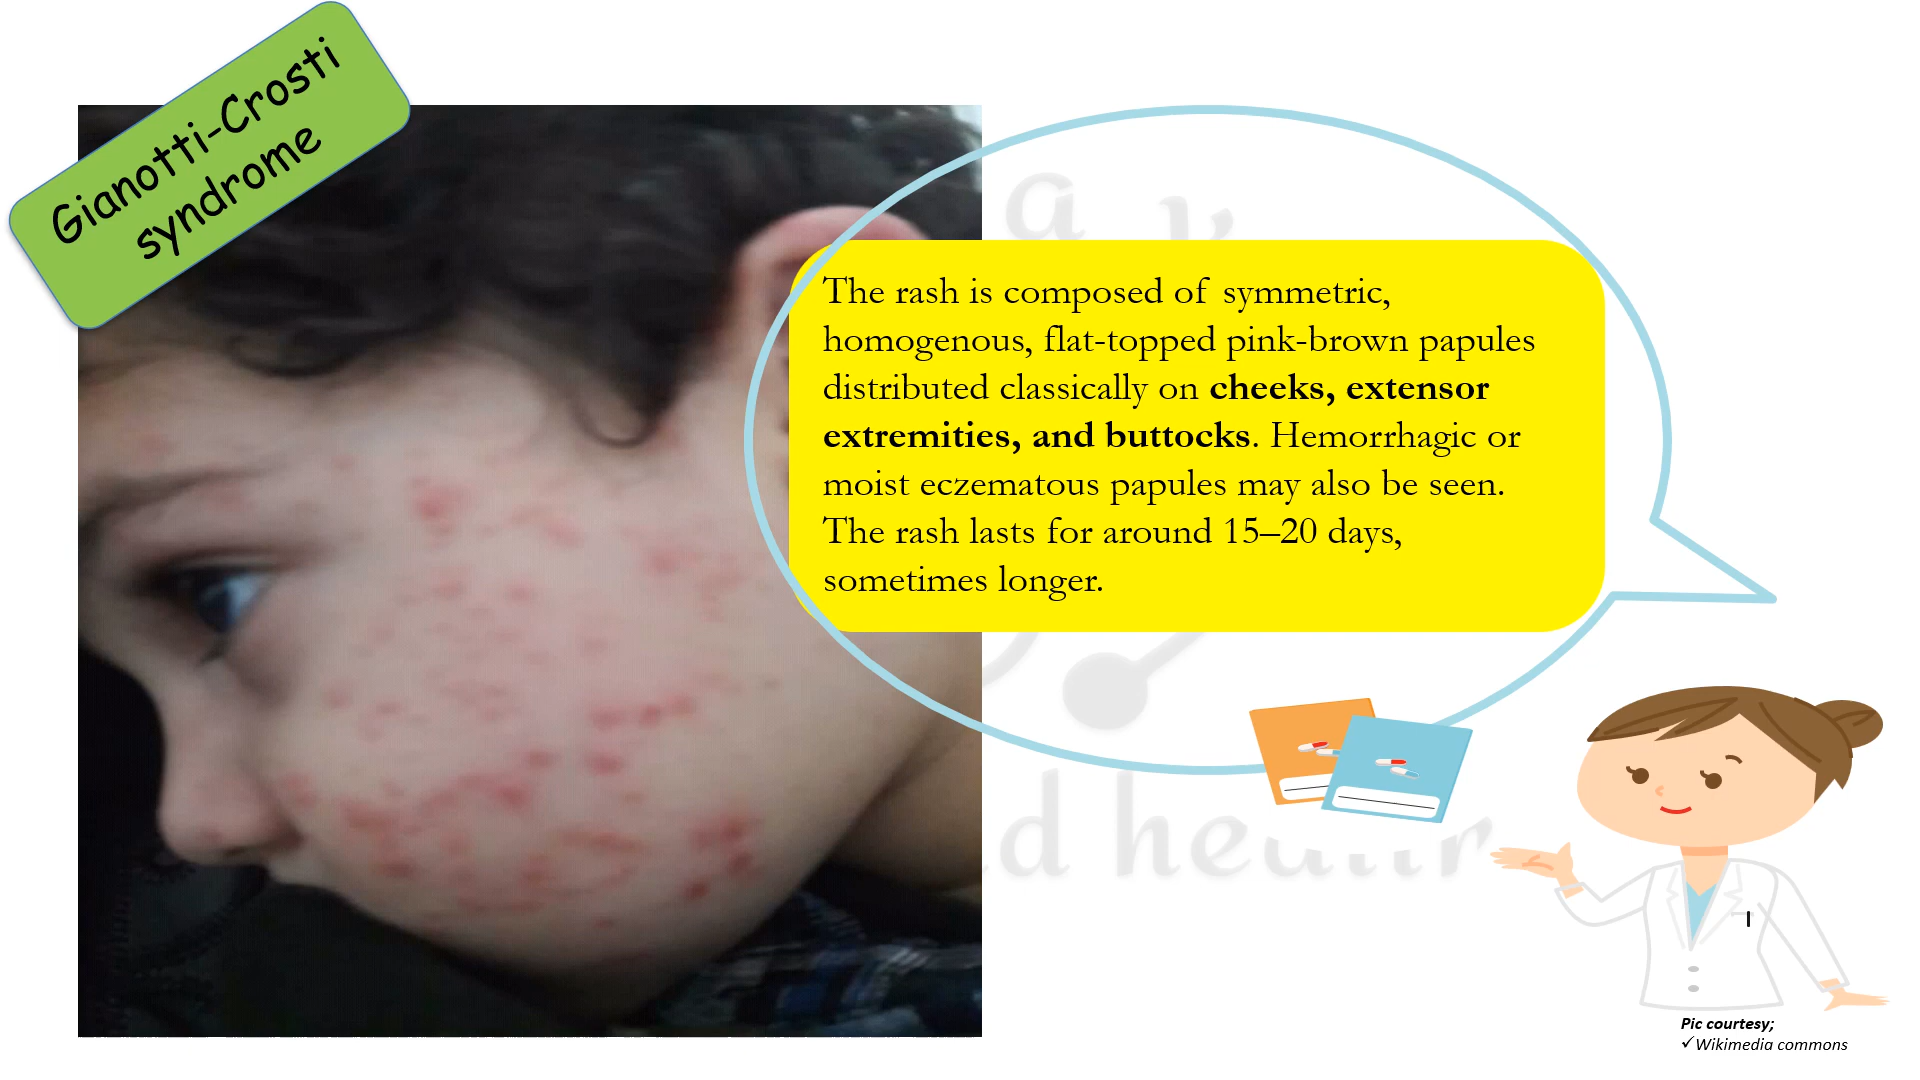 Gianotti-Crosti
syndrome
The rash is composed of symmetric,
homogenous, flat-topped pink-brown papules
distributed classically on cheeks, extensor
extremities, and buttocks. Hemorrhagic or
moist eczematous papules may also be seen.
The rash lasts for around 15–20 days,
sometimes longer.
Pic courtesy;
✓Wikimedia commons